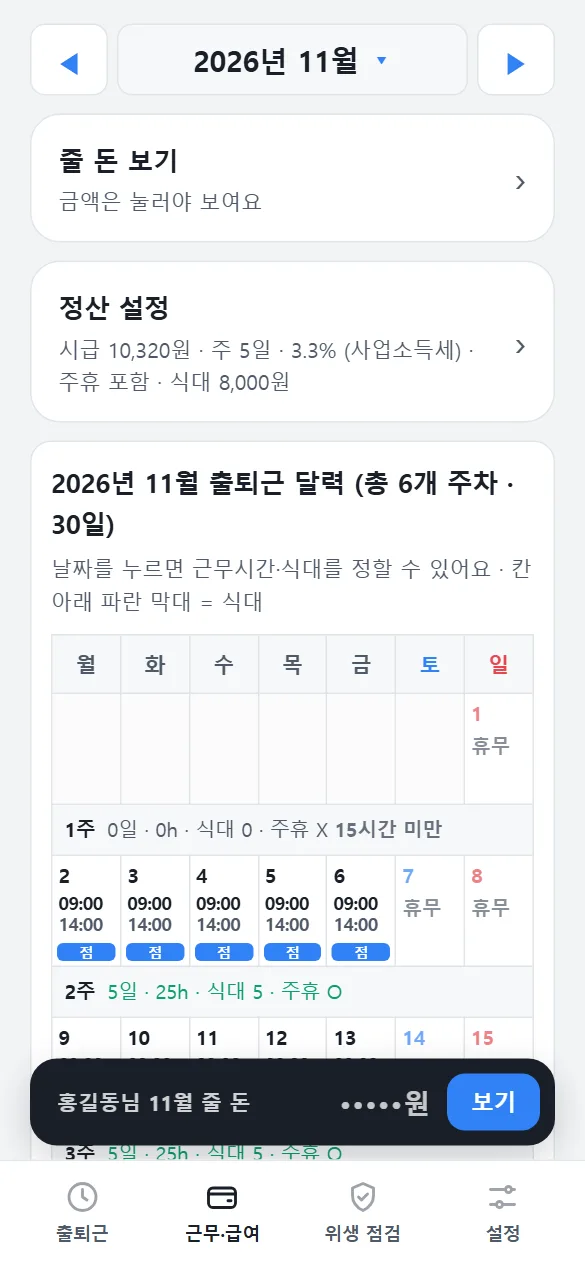 2026년 11월
줄 돈 보기
금액은 눌러야 보여요
정산 설정
시급 10,320원 · 주 5일 · 3.3% (사업소득세) ·
주휴 포함 · 식대 8,000원
2026년 11월 출퇴근 달력 (총 6개 주차 ·
30일)
날짜를 누르면 근무시간·식대를 정할 수 있어요 · 칸
아래 파란 막대 = 식대
월 화 수 목 금 토 일
1
휴무
1주 0일 · 0h · 식대 0 · 주휴 X 15시간 미만
2 3 4 5 6 7 8
09:00 09:00 09:00 09:00 09:00 휴무 휴무
14:00 14:00 14:00 14:00 14:00
점 점 점 점 점
2주 5일 · 25h · 식대 5 · 주휴 O
9 10 11 12 13 14 15
홍길동님 11월 줄 돈 •••••원 보기
3주 5일 · 25h · 식대 5 · 주휴 O
출퇴근 근무·급여 위생 점검 설정